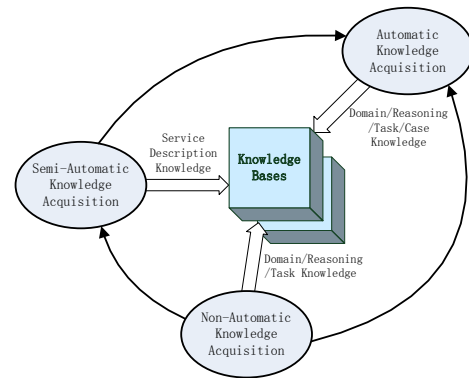 Automatic
Knowledge
Acquisition
Domain/Reasoning
/Task/Case
Knowledge
Service
Description
Knowledge
Knowledge
Bases
Semi-Automatic
Knowledge
Acquisition
Domain/Reasoning
/Task Knowledge
Non-Automatic
Knowledge
Acquisition